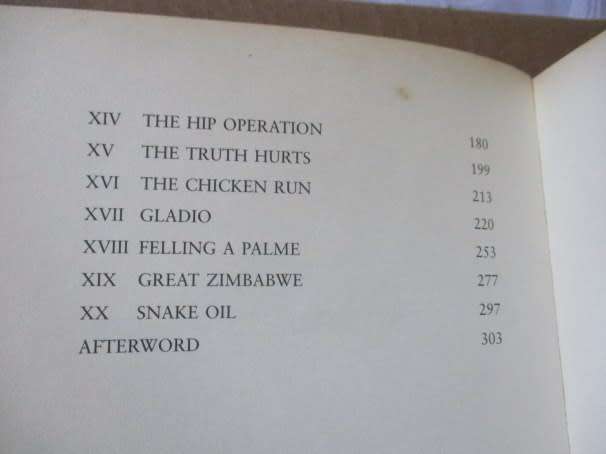 XIV THE HIP OPERATION 180
XV THE TRUTH HURTS 199
XVI THE CHICKEN RUN 213
XVII GLADIO 220
XVIII FELLING A PALME 253
XIX GREAT ZIMBABWE 277
XX SNAKE OIL 297
AFTERWORD 303